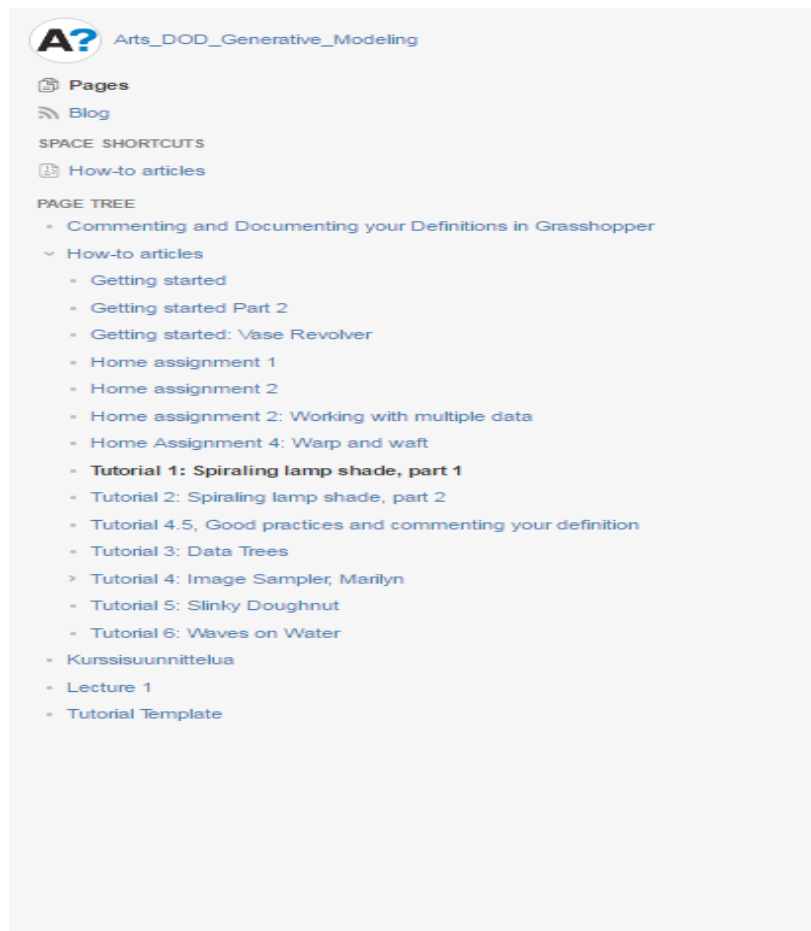 A? Arts_DOD_Generative_Modeling
Pages
Blog
SPACE SHORTCUTS
How-to articles
PAGE TREE
Commenting and Documenting your Definitions in Grasshopper
How-to articles
Getting started
Getting started Part 2
Getting started: Vase Revolver
Home assignment 1
Home assignment 2
Home assignment 2: Working with multiple data
Home Assignment 4: Warp and waft
Tutorial 1: Spiraling lamp shade, part 1
Tutorial 2: Spiraling lamp shade, part 2
Tutorial 4.5, Good practices and commenting your definition
Tutorial 3: Data Trees
Tutorial 4: Image Sampler, Marilyn
Tutorial 5: Slinky Doughnut
Tutorial 6: Waves on Water
Kurssisuunnittelua
Lecture 1
Tutorial Template